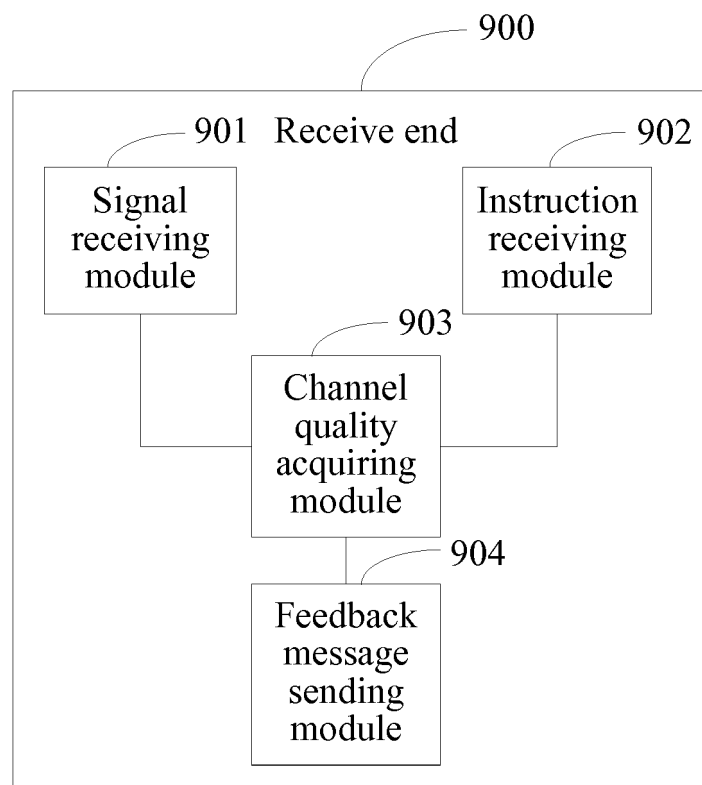 900
901 Receive end 902
Signal
receiving
module
Instruction
receiving
module
903
Channel
quality
acquiring
module
904
Feedback
message
sending
module